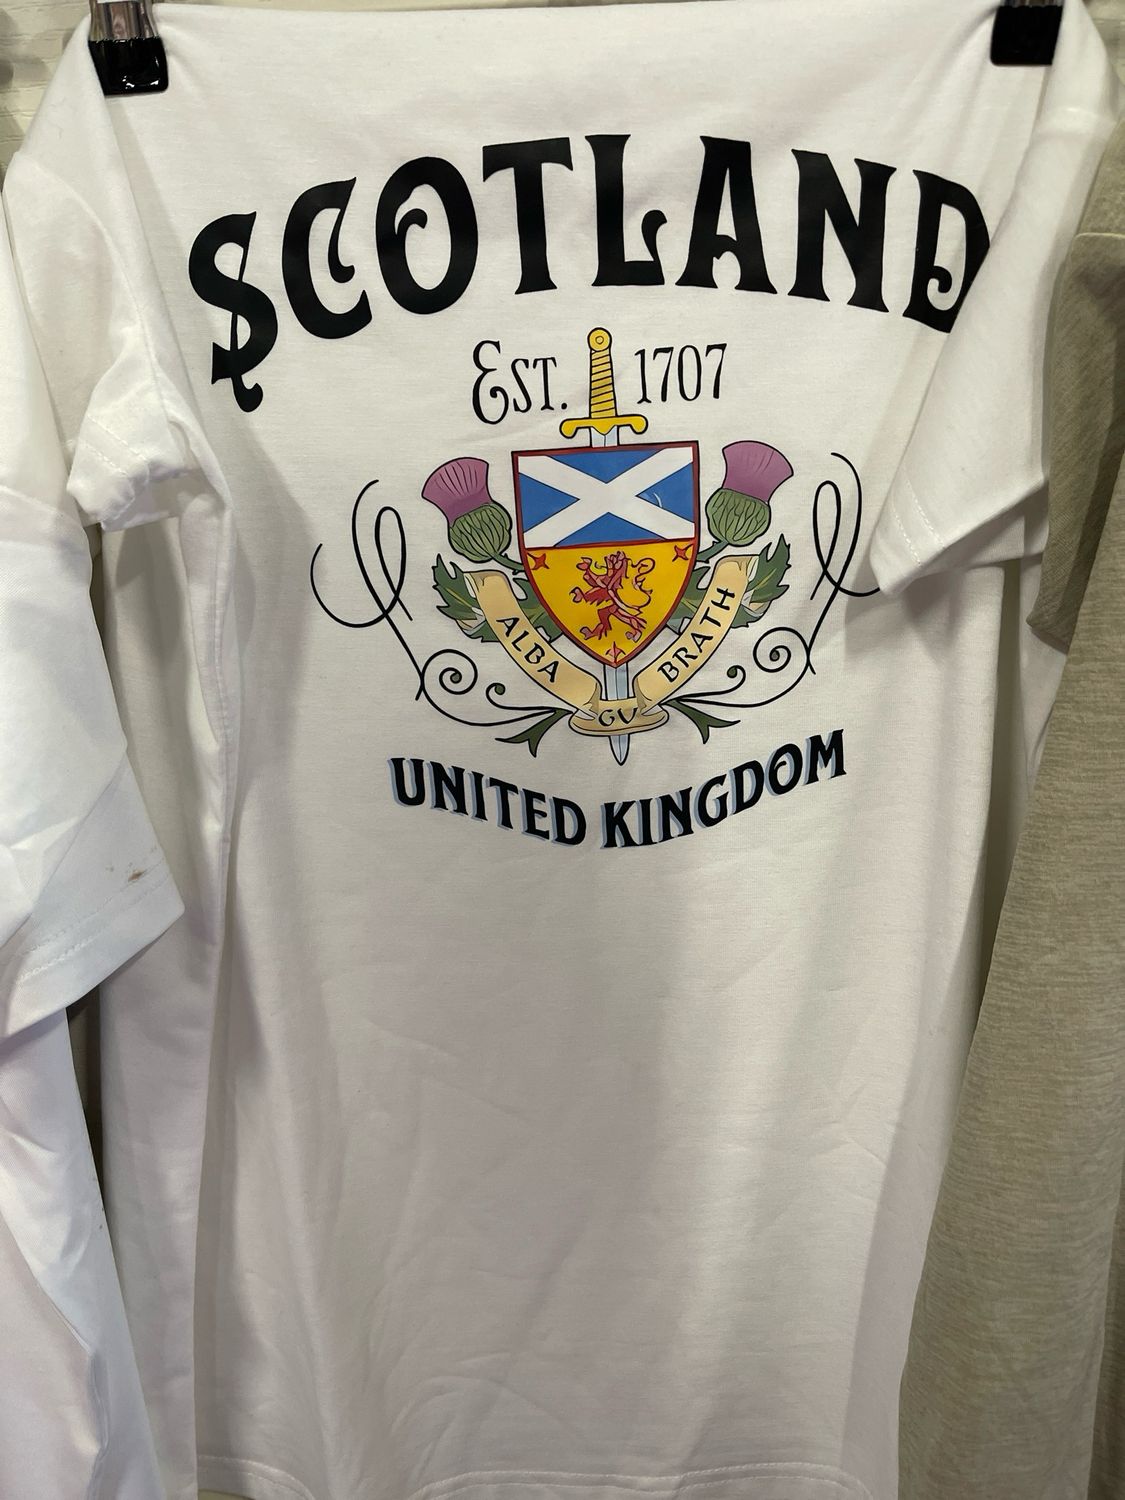 SCOTLAND
EST. 1707
ALBA GU BRATH
UNITED KINGDOM